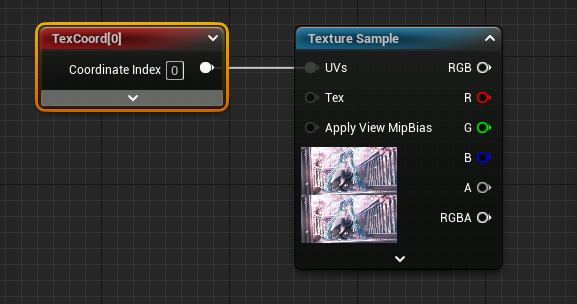 TexCoord[0]
Coordinate Index 0
Texture Sample
UVs
RGB
Tex
R
Apply View MipBias
G
B
A
RGBA